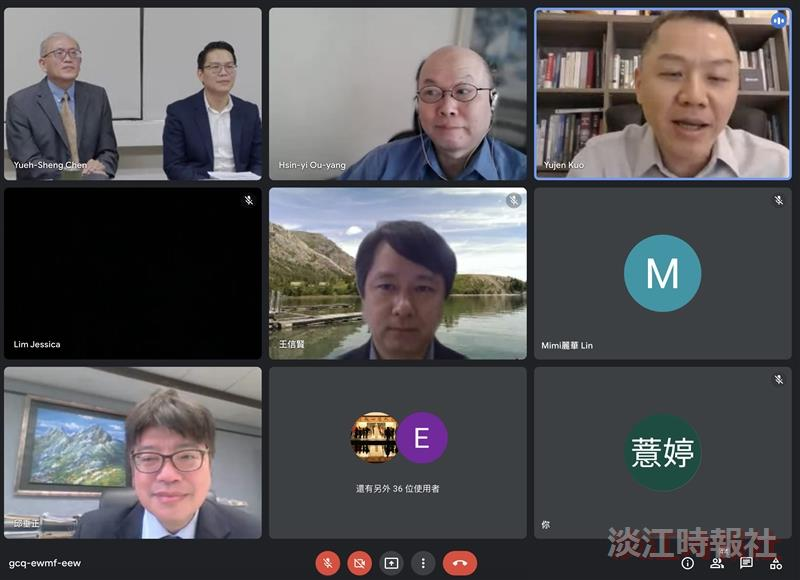 Yueh-Sheng Chen
Hsin-yi Ou-yang
Yujen Kuo
Lim Jessica
王信賢
M
Mimi麗華 Lin
邱垂正
E
還有另外 36 位使用者
薏婷
你
淡江時報社
gcq-ewmf-eew
44